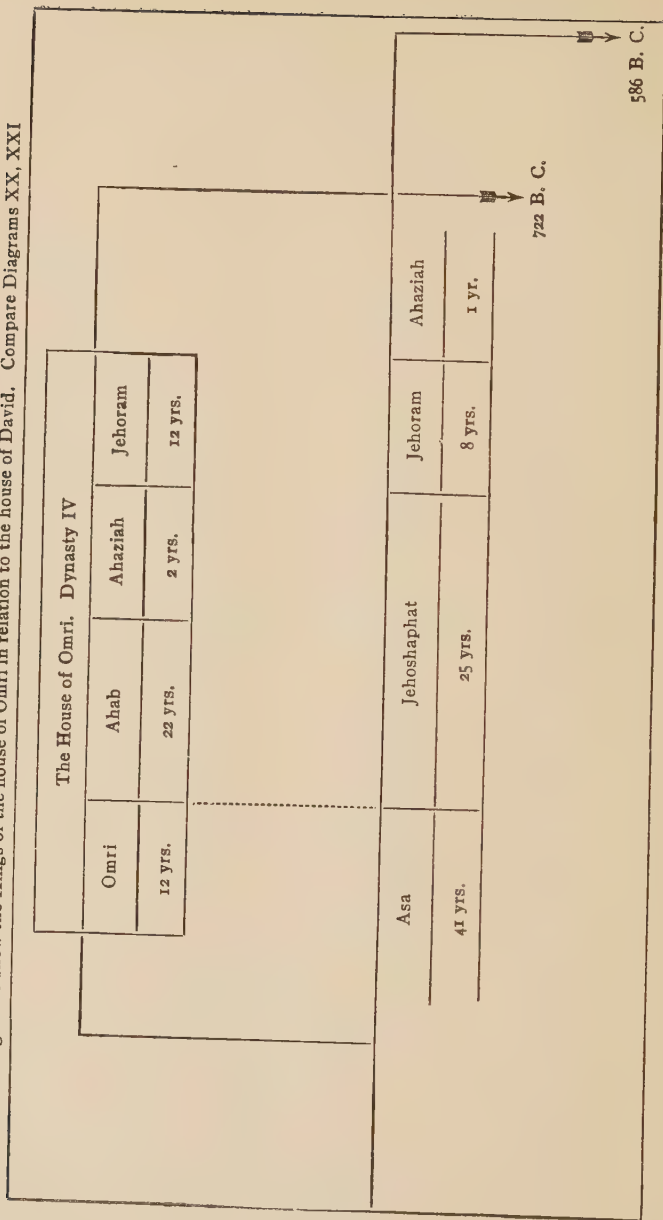 the kings of the house of Omri in relation to the house of David. Compare Diagrams XX, XXI
The House of Omri. Dynasty IV
Omri Ahab Ahaziah Jehoram
12 yrs. 22 yrs. 2 yrs. 12 yrs.
Asa Jehoshaphat Jehoram Ahaziah
41 yrs. 25 yrs. 8 yrs. 1 yr.
722 B. C.
586 B. C.